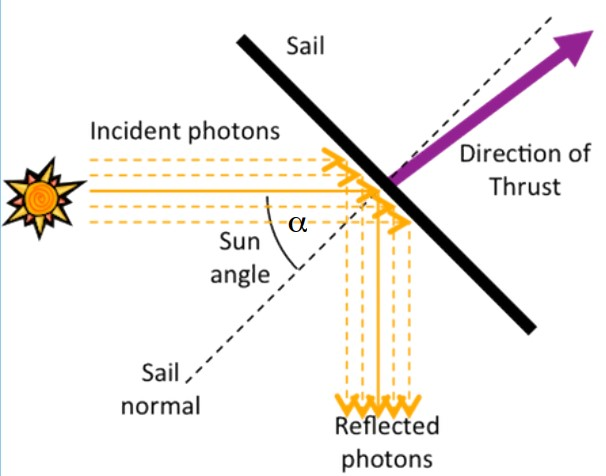 Sail
Incident photons
Direction of
Thrust
α
Sun
angle
Sail
normal
Reflected
photons